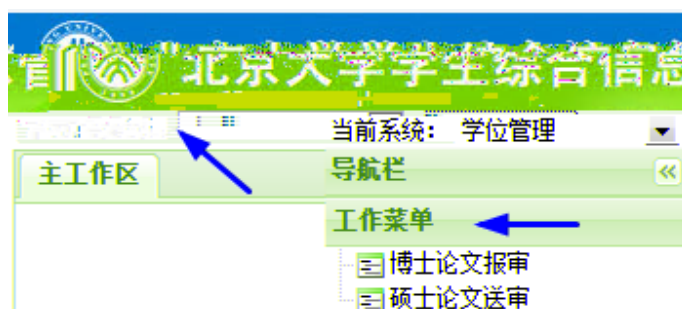 北京大学学生综合信息
当前系统： 学位管理
主工作区
导航栏
工作菜单
博士论文报审
硕士论文送审